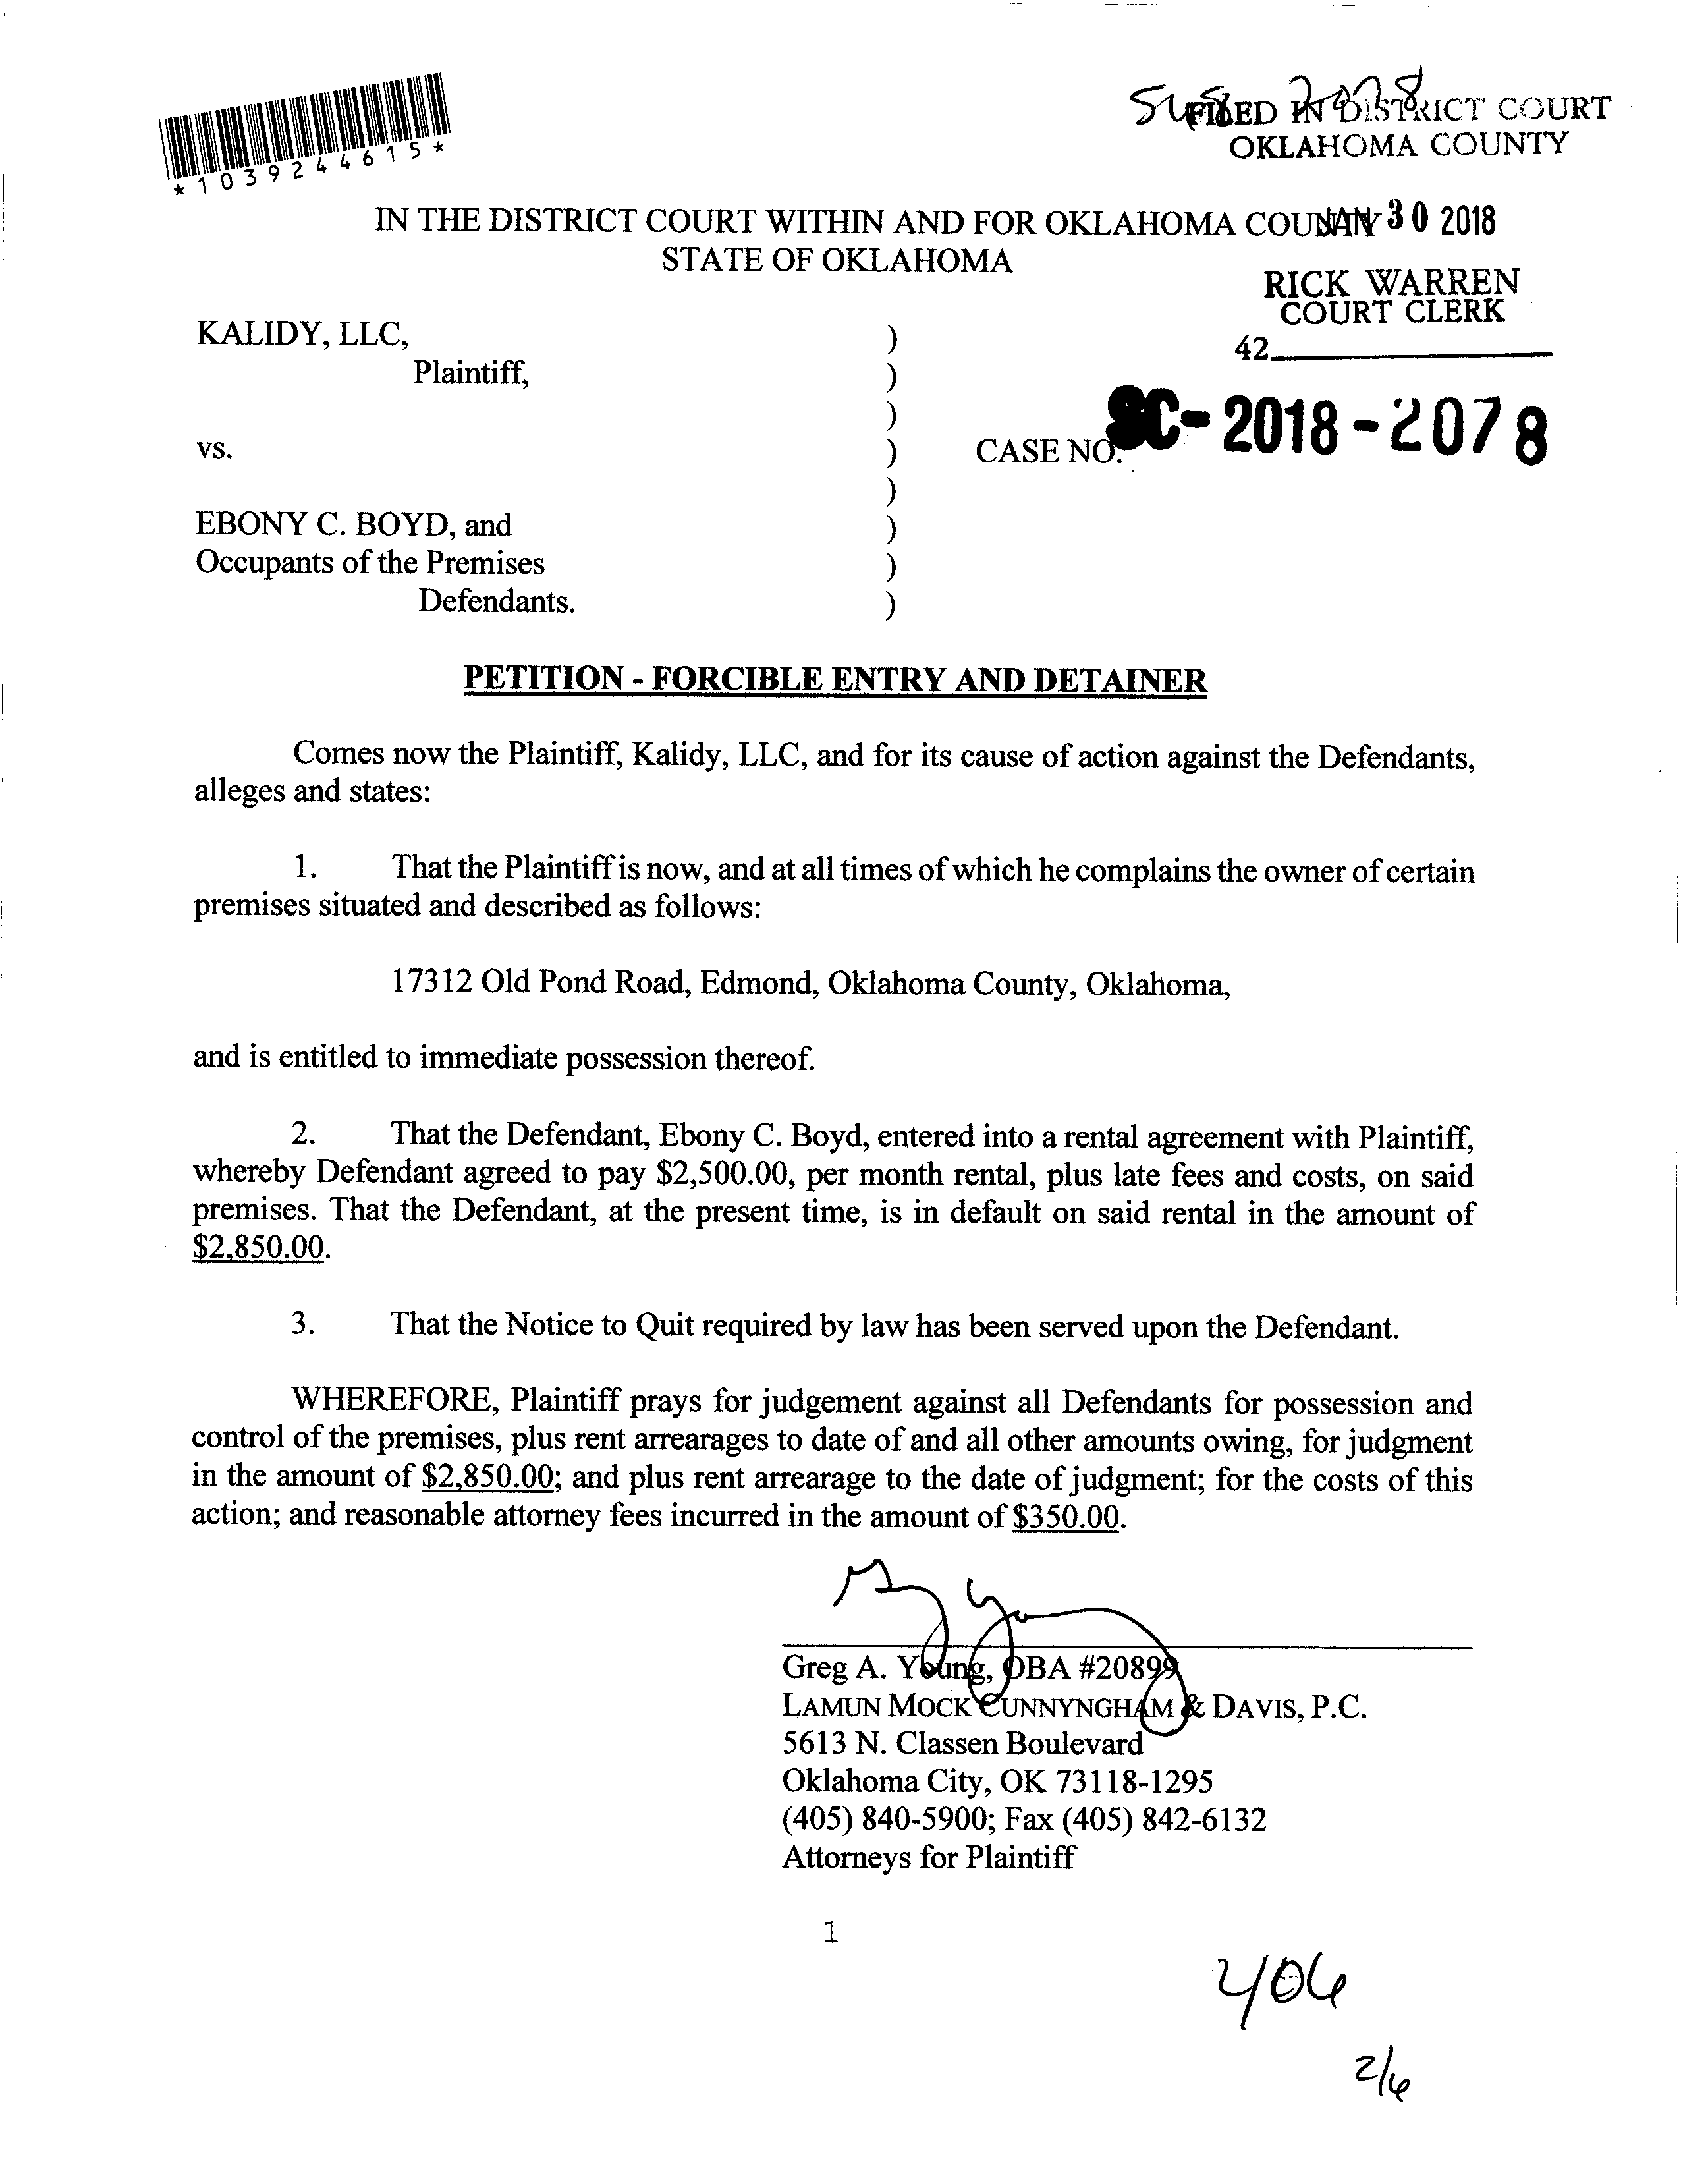 *1039244615*
FILED IN DISTRICT COURT
OKLAHOMA COUNTY
IN THE DISTRICT COURT WITHIN AND FOR OKLAHOMA COUNTY
JAN 30 2018
STATE OF OKLAHOMA
RICK WARREN
COURT CLERK
42
KALIDY, LLC, )
Plaintiff, )
)
vs. ) CASE NO. SC-2018-2078
)
EBONY C. BOYD, and )
Occupants of the Premises )
Defendants. )
PETITION - FORCIBLE ENTRY AND DETAINER
Comes now the Plaintiff, Kalidy, LLC, and for its cause of action against the Defendants,
alleges and states:
1. That the Plaintiff is now, and at all times of which he complains the owner of certain
premises situated and described as follows:
17312 Old Pond Road, Edmond, Oklahoma County, Oklahoma,
and is entitled to immediate possession thereof.
2. That the Defendant, Ebony C. Boyd, entered into a rental agreement with Plaintiff,
whereby Defendant agreed to pay $2,500.00, per month rental, plus late fees and costs, on said
premises. That the Defendant, at the present time, is in default on said rental in the amount of
$2,850.00.
3. That the Notice to Quit required by law has been served upon the Defendant.
WHEREFORE, Plaintiff prays for judgement against all Defendants for possession and
control of the premises, plus rent arrearages to date of and all other amounts owing, for judgment
in the amount of $2,850.00; and plus rent arrearage to the date of judgment; for the costs of this
action; and reasonable attorney fees incurred in the amount of $350.00.
Greg A. Young, OBA #20899
LAMUN MOCK CUNNYNGHAM & DAVIS, P.C.
5613 N. Classen Boulevard
Oklahoma City, OK 73118-1295
(405) 840-5900; Fax (405) 842-6132
Attorneys for Plaintiff
1
406
2/6